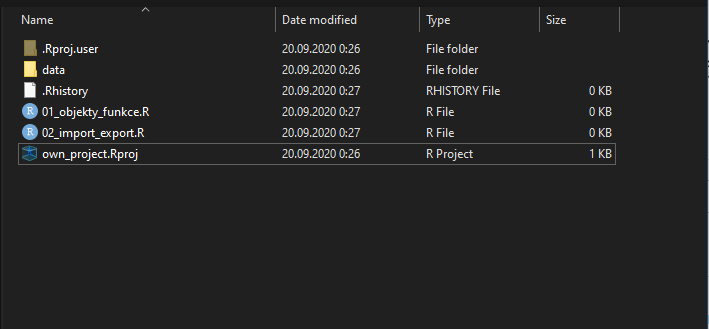 Name Date modified Type Size
.Rproj.user 20.09.2020 0:26 File folder
data 20.09.2020 0:26 File folder
.Rhistory 20.09.2020 0:27 RHISTORY File 0 KB
R 01_objekty_funkce.R 20.09.2020 0:27 R File 0 KB
R 02_import_export.R 20.09.2020 0:27 R File 0 KB
own_project.Rproj 20.09.2020 0:26 R Project 1 KB